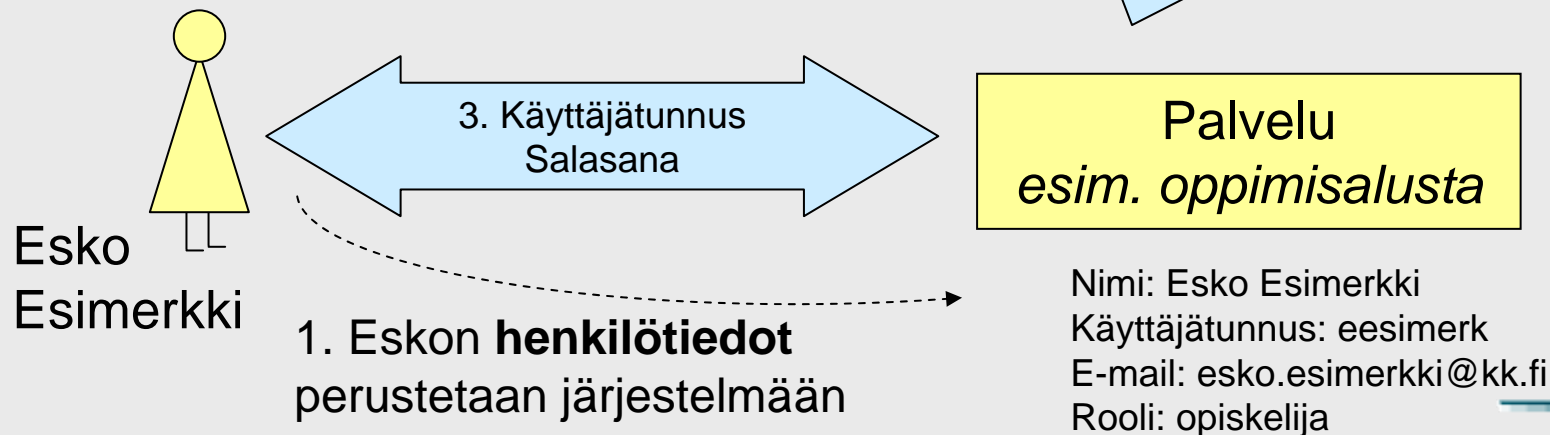 3. Käyttäjätunnus
Salasana
Palvelu
esim. oppimisalusta
Esko
Esimerkki
1. Eskon henkilötiedot
perustetaan järjestelmään
Nimi: Esko Esimerkki
Käyttäjätunnus: eesimerk
E-mail: esko.esimerkki@kk.fi
Rooli: opiskelija